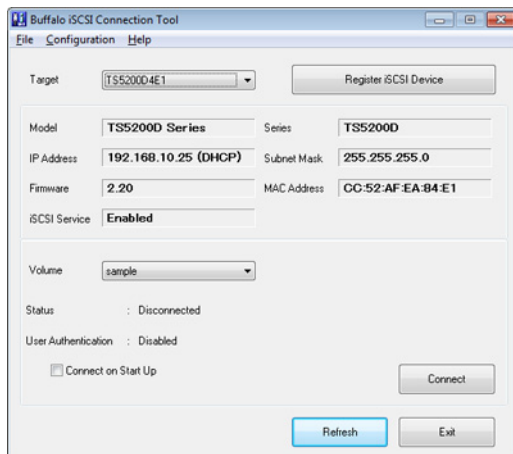 Buffalo iSCSI Connection Tool
File Configuration Help
Target TS5200D4E1 Register iSCSI Device
Model TS5200D Series Series TS5200D
IP Address 192.168.10.25 (DHCP) Subnet Mask 255.255.255.0
Firmware 2.20 MAC Address CC:52:AF:EA:84:E1
iSCSI Service Enabled
Volume sample
Status : Disconnected
User Authentication : Disabled
Connect on Start Up
Connect
Refresh Exit